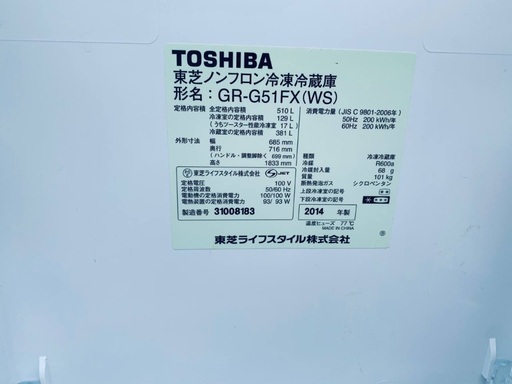 TOSHIBA
東芝ノンフロン冷凍冷蔵庫
形名：GR-G51FX(WS)
定格内容積 全定格内容積 510 L
冷凍室の定格内容積 129 L
(うちツースター性能冷凍室 17 L)
冷蔵室の定格内容積 381 L
外形寸法 幅 685 mm
奥行 716 mm
(ハンドル・調整脚除く 699 mm)
高さ 1833 mm
東芝ライフスタイル株式会社 JET
定格電圧 100 V
定格周波数 50/60 Hz
電動機の定格消費電力 100/100 W
電熱装置の定格消費電力 93/ 93 W
製造番号 31008183
消費電力量 (JIS C 9801-2006年)
50Hz 200 kWh/年
60Hz 200 kWh/年
種類 冷凍冷蔵庫
冷媒 R600a
冷媒封入量 68 g
質量 101 kg
断熱発泡ガス シクロペンタン
上段冷凍室の記号
下段冷凍室の記号
2014 年製
温度ヒューズ 77 ℃
MADE IN CHINA
東芝ライフスタイル株式会社